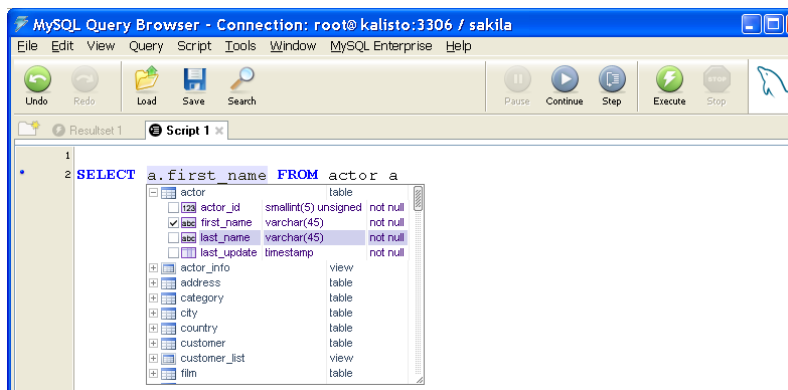 MySQL Query Browser - Connection: root@ kalisto:3306 / sakila
File Edit View Query Script Tools Window MySQL Enterprise Help
Undo Redo Load Save Search Pause Continue Step Execute Stop
Resultset 1 Script 1
1
2 SELECT a.first_name FROM actor a
actor table
123 actor_id smallint(5) unsigned not null
abc first_name varchar(45) not null
abc last_name varchar(45) not null
last_update timestamp not null
actor_info view
address table
category table
city table
country table
customer table
customer_list view
film table